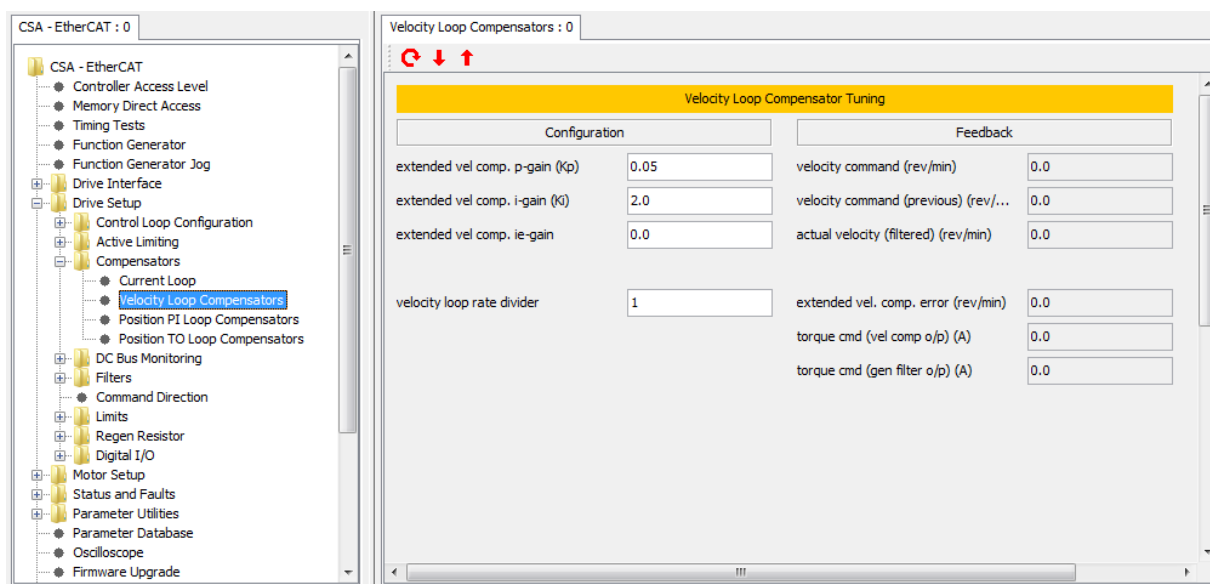 CSA - EtherCAT : 0
CSA - EtherCAT
Controller Access Level
Memory Direct Access
Timing Tests
Function Generator
Function Generator Jog
Drive Interface
Drive Setup
Control Loop Configuration
Active Limiting
Compensators
Current Loop
Velocity Loop Compensators
Position PI Loop Compensators
Position TO Loop Compensators
DC Bus Monitoring
Filters
Command Direction
Limits
Regen Resistor
Digital I/O
Motor Setup
Status and Faults
Parameter Utilities
Parameter Database
Oscilloscope
Firmware Upgrade
Velocity Loop Compensators : 0
Velocity Loop Compensator Tuning
Configuration
extended vel comp. p-gain (Kp) 0.05
extended vel comp. i-gain (Ki) 2.0
extended vel comp. ie-gain 0.0
velocity loop rate divider 1
Feedback
velocity command (rev/min) 0.0
velocity command (previous) (rev/... 0.0
actual velocity (filtered) (rev/min) 0.0
extended vel. comp. error (rev/min) 0.0
torque cmd (vel comp o/p) (A) 0.0
torque cmd (gen filter o/p) (A) 0.0